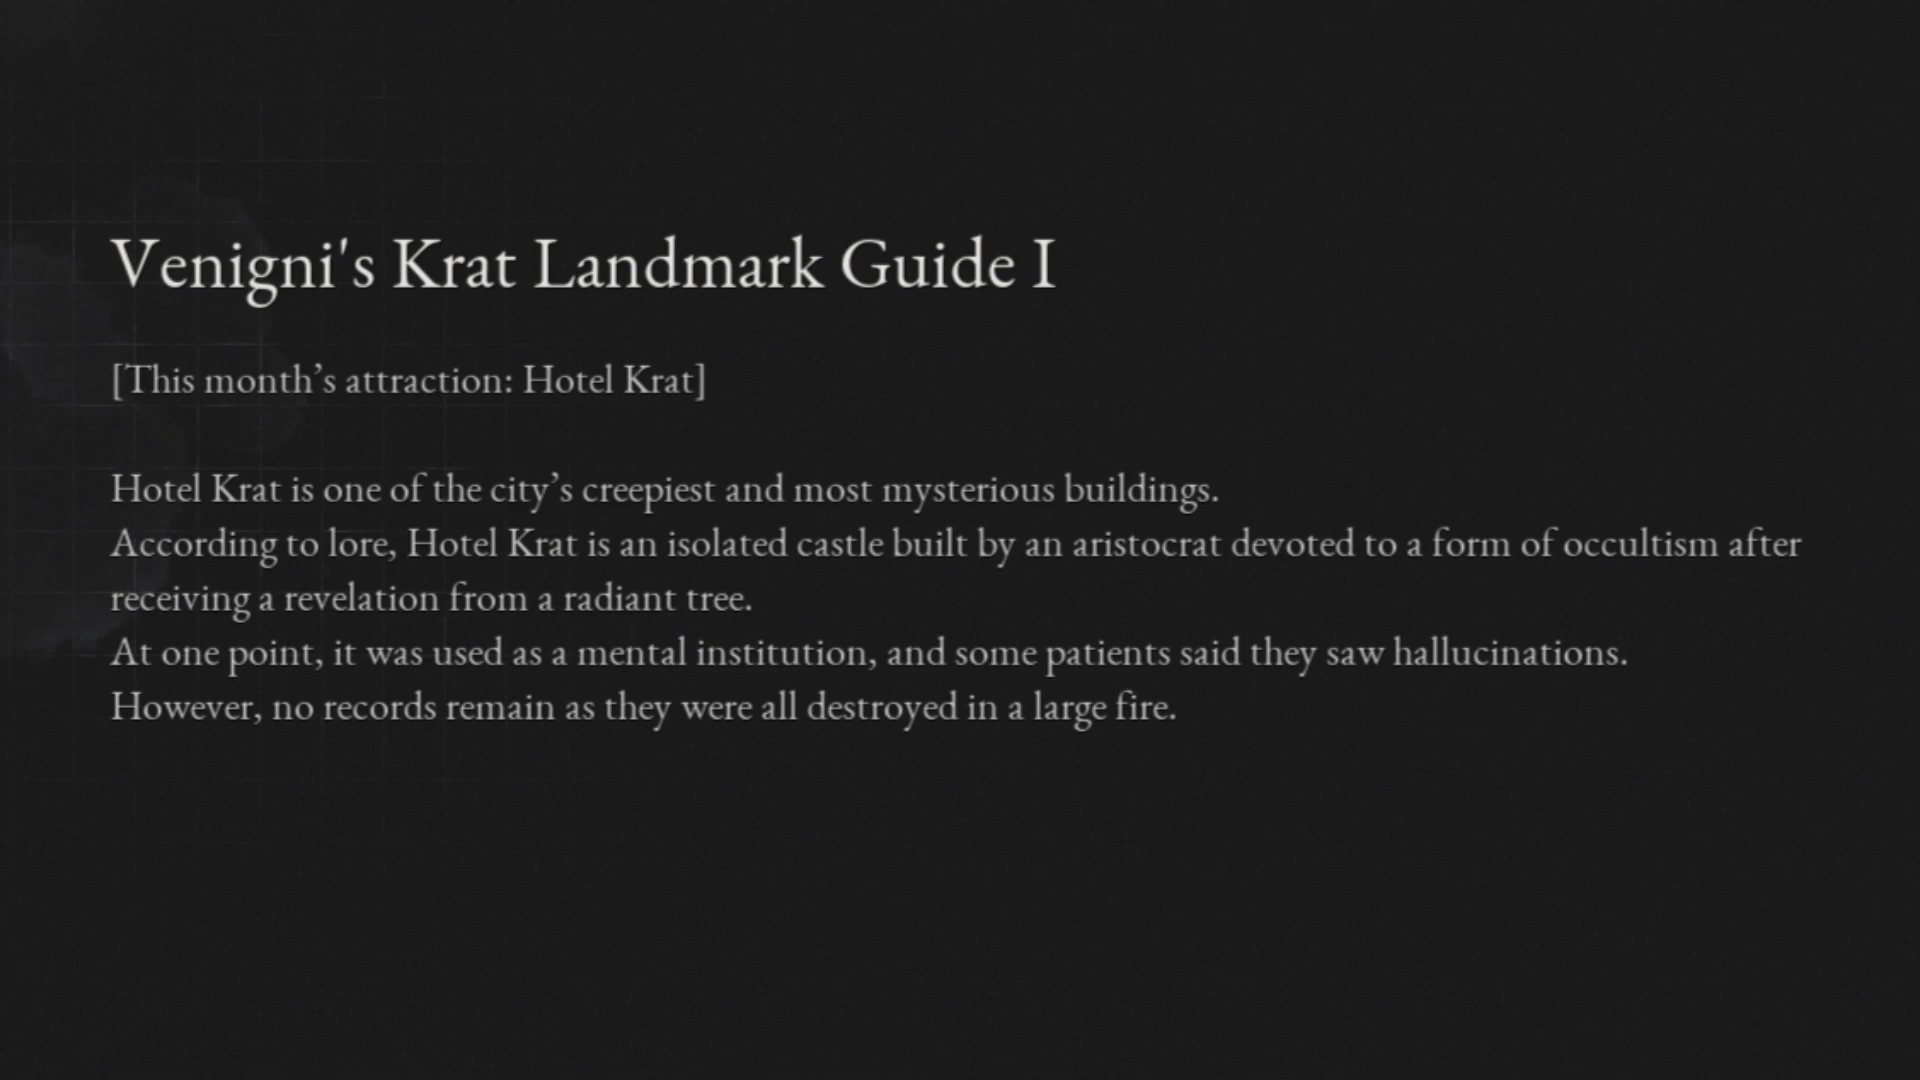 Venigni's Krat Landmark Guide I
[This month’s attraction: Hotel Krat]
Hotel Krat is one of the city’s creepiest and most mysterious buildings.
According to lore, Hotel Krat is an isolated castle built by an aristocrat devoted to a form of occultism after
receiving a revelation from a radiant tree.
At one point, it was used as a mental institution, and some patients said they saw hallucinations.
However, no records remain as they were all destroyed in a large fire.